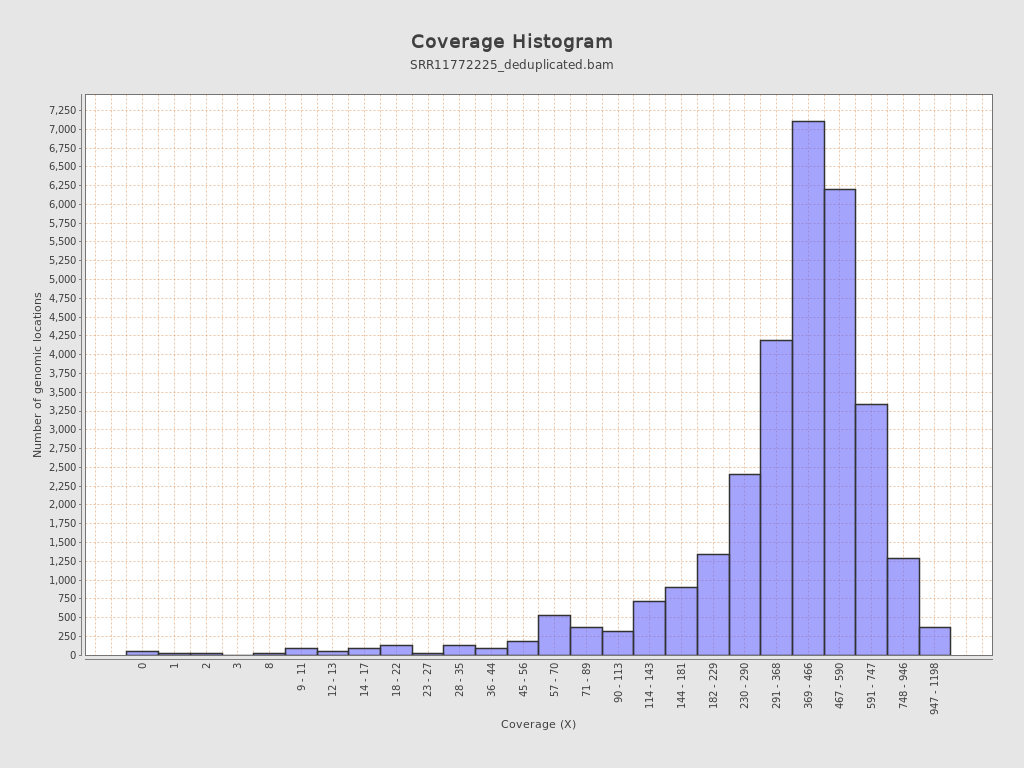 Coverage Histogram
SRR11772225_deduplicated.bam
Number of genomic locations
7,250
7,000
6,750
6,500
6,250
6,000
5,750
5,500
5,250
5,000
4,750
4,500
4,250
4,000
3,750
3,500
3,250
3,000
2,750
2,500
2,250
2,000
1,750
1,500
1,250
1,000
750
500
250
0
0
1
2
3
8
9 - 11
12 - 13
14 - 17
18 - 22
23 - 27
28 - 35
36 - 44
45 - 56
57 - 70
71 - 89
90 - 113
114 - 143
144 - 181
182 - 229
230 - 290
291 - 368
369 - 466
467 - 590
591 - 747
748 - 946
947 - 1198
Coverage (X)